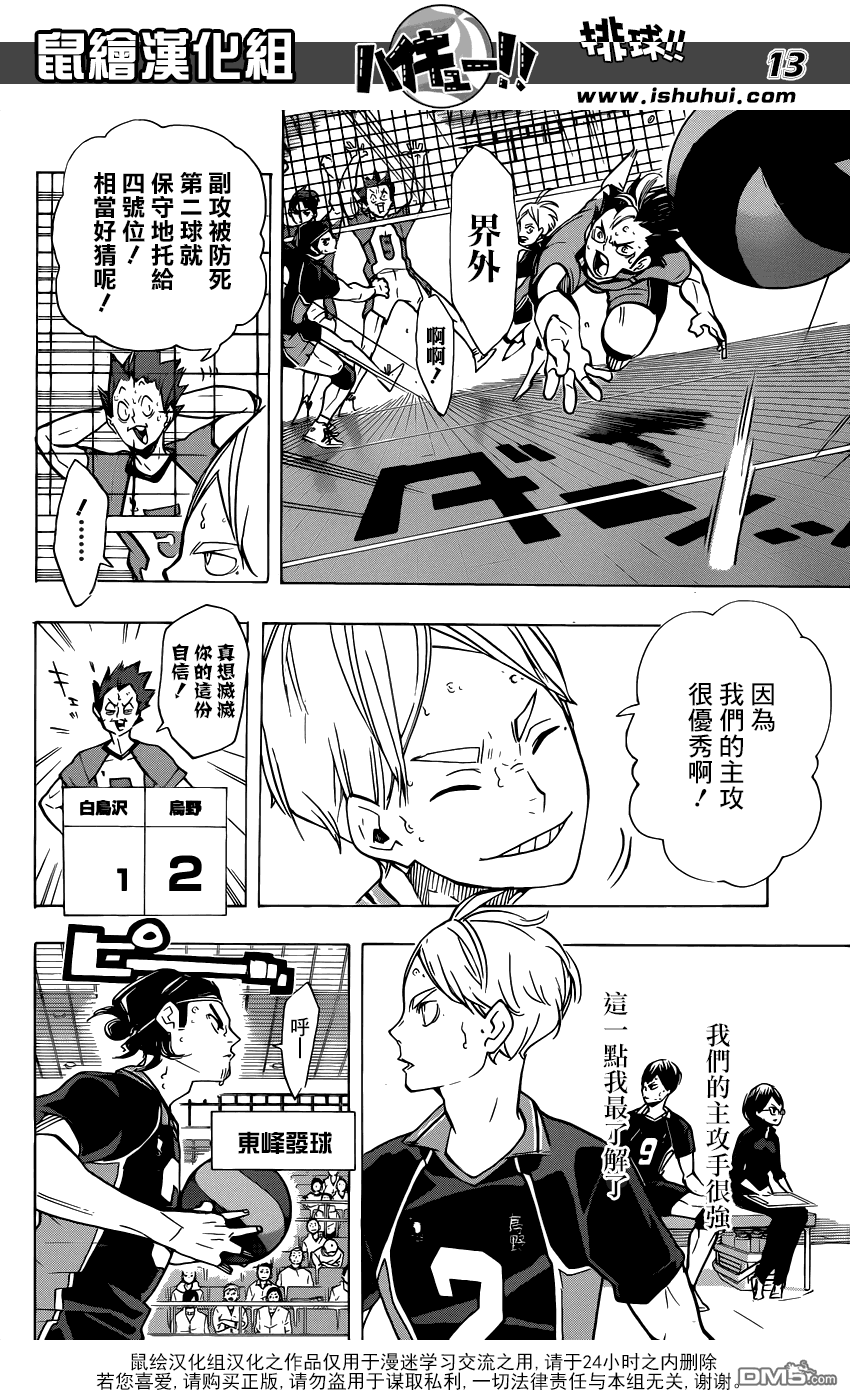 鼠繪漢化組
ハイキュー!!
排球!!
13
www.ishuhui.com
界外
啊啊！
副攻被防死
第二球就
保守地托給
四號位！
相當好猜呢！
！……
因為
我們的主攻
很優秀啊！
真想滅滅
你的這份
自信！
白鳥沢
烏野
1
2
5
ピ
呼ー
東峰發球
我們的主攻手很強
這一點我最了解了
9
烏野
2
鼠绘汉化组汉化之作品仅用于漫迷学习交流之用, 请于24小时之内删除
若您喜爱, 请购买正版, 请勿盗用于谋取私利, 一切法律责任与本组无关, 谢谢。
DM5.com